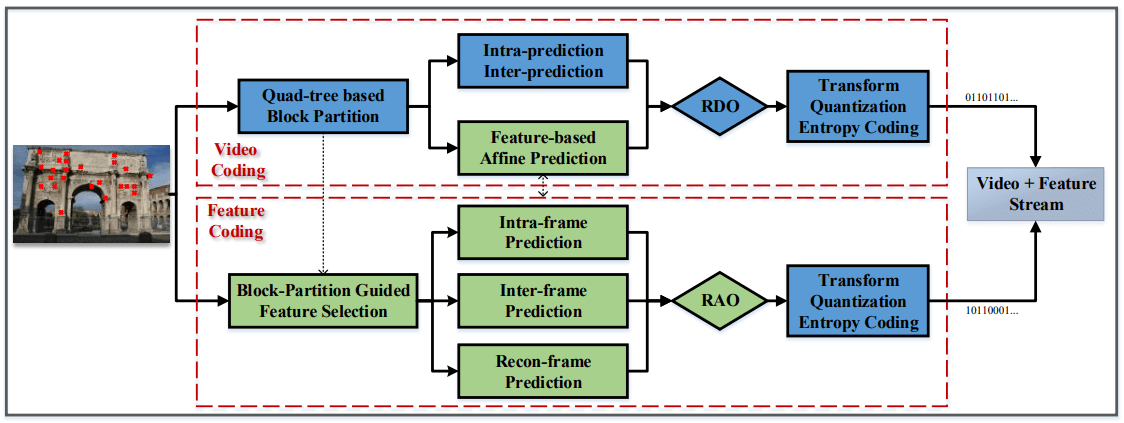 Quad-tree based
Block Partition
Intra-prediction
Inter-prediction
Feature-based
Affine Prediction
RDO
Transform
Quantization
Entropy Coding
01101101...
Video
Coding
Video + Feature
Stream
Feature
Coding
Block-Partition Guided
Feature Selection
Intra-frame
Prediction
Inter-frame
Prediction
Recon-frame
Prediction
RAO
Transform
Quantization
Entropy Coding
10110001...